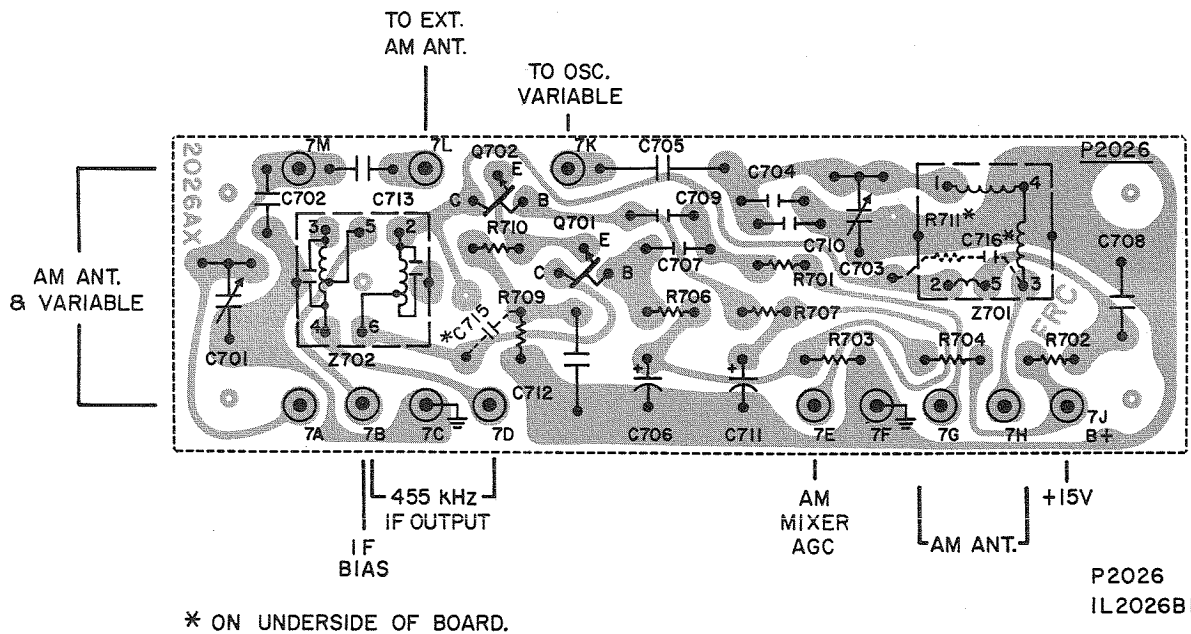 TO EXT.
AM ANT.
TO OSC.
VARIABLE
2026AX
7M
7L
Q702
E
7K
C705
P2026
C702
C713
C
B
C704
1
4
3
5
2
R710
Q701
C709
R711*
C716*
E
C707
C710
C708
C
B
R701
C703
AM ANT.
& VARIABLE
2
5
3
*C715
R709
R706
R707
Z701
ERC
4
6
C701
Z702
R703
R704
R702
C712
7A
7B
7C
7D
C706
C711
7E
7F
7G
7H
7J
B+
455 kHz
IF OUTPUT
IF
BIAS
AM
MIXER
AGC
AM ANT.
+15V
P2026
1L2026B
* ON UNDERSIDE OF BOARD.